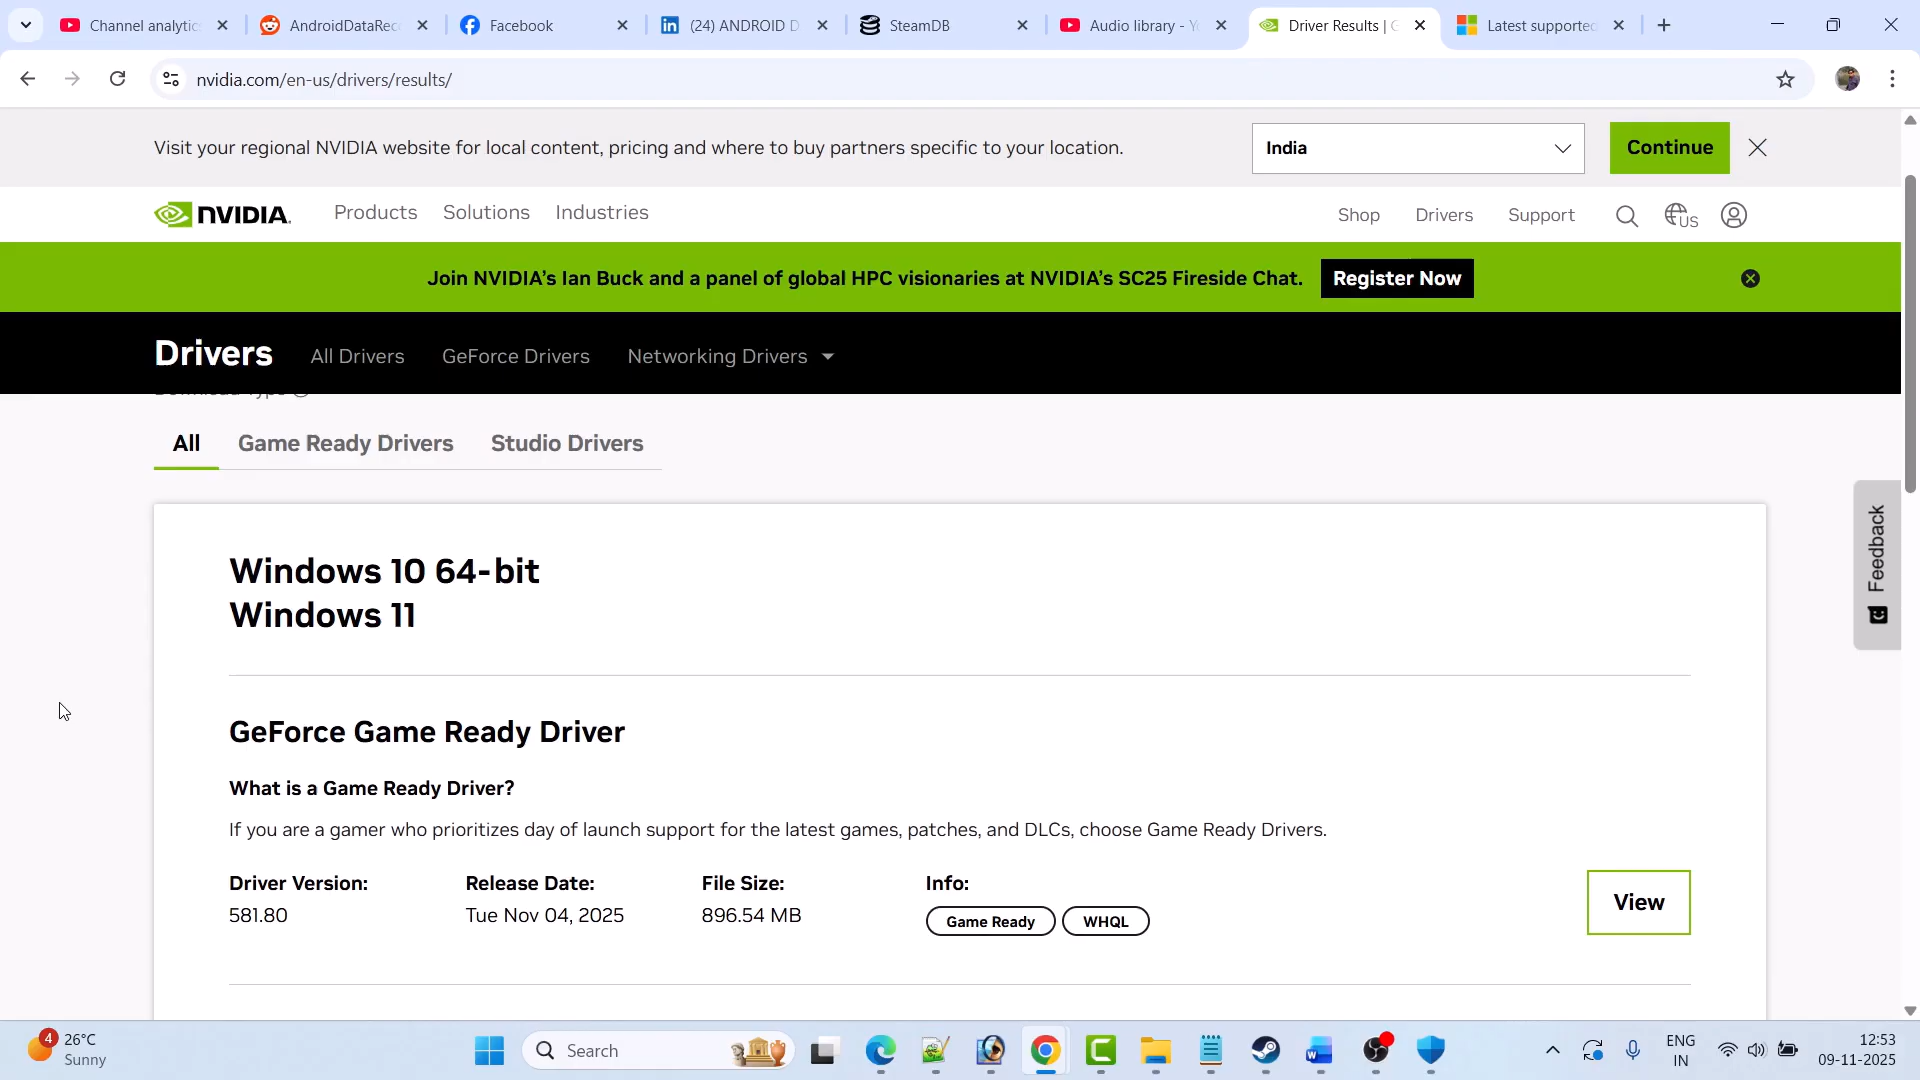 Channel analytics
AndroidDataRec
Facebook
(24) ANDROID D
SteamDB
Audio library - Y
Driver Results | G
Latest supported
nvidia.com/en-us/drivers/results/
Visit your regional NVIDIA website for local content, pricing and where to buy partners specific to your location.
India
Continue
NVIDIA.
Products
Solutions
Industries
Shop
Drivers
Support
US
Join NVIDIA’s Ian Buck and a panel of global HPC visionaries at NVIDIA’s SC25 Fireside Chat.
Register Now
Drivers
All Drivers
GeForce Drivers
Networking Drivers
All
Game Ready Drivers
Studio Drivers
Windows 10 64-bit
Windows 11
Feedback
GeForce Game Ready Driver
What is a Game Ready Driver?
If you are a gamer who prioritizes day of launch support for the latest games, patches, and DLCs, choose Game Ready Drivers.
Driver Version:
Release Date:
File Size:
Info:
581.80
Tue Nov 04, 2025
896.54 MB
Game Ready
WHQL
View
4
26°C
Sunny
Search
ENG
IN
12:53
09-11-2025